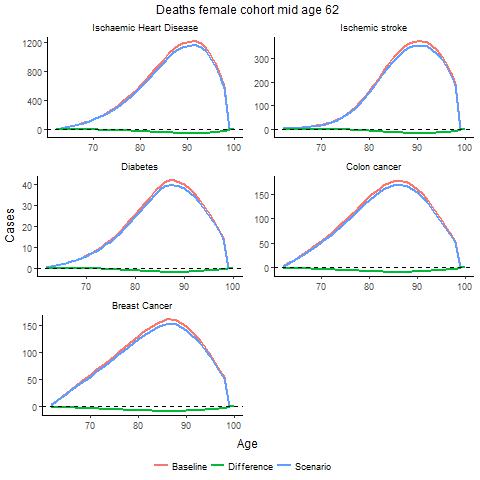 Deaths female cohort mid age 62
Ischaemic Heart Disease
Ischemic stroke
1200
800
400
0
70 80 90 100
300
200
100
0
70 80 90 100
Diabetes
Colon cancer
40
30
20
10
0
70 80 90 100
150
100
50
0
70 80 90 100
Breast Cancer
150
100
50
0
70 80 90 100
Cases
Age
Baseline Difference Scenario